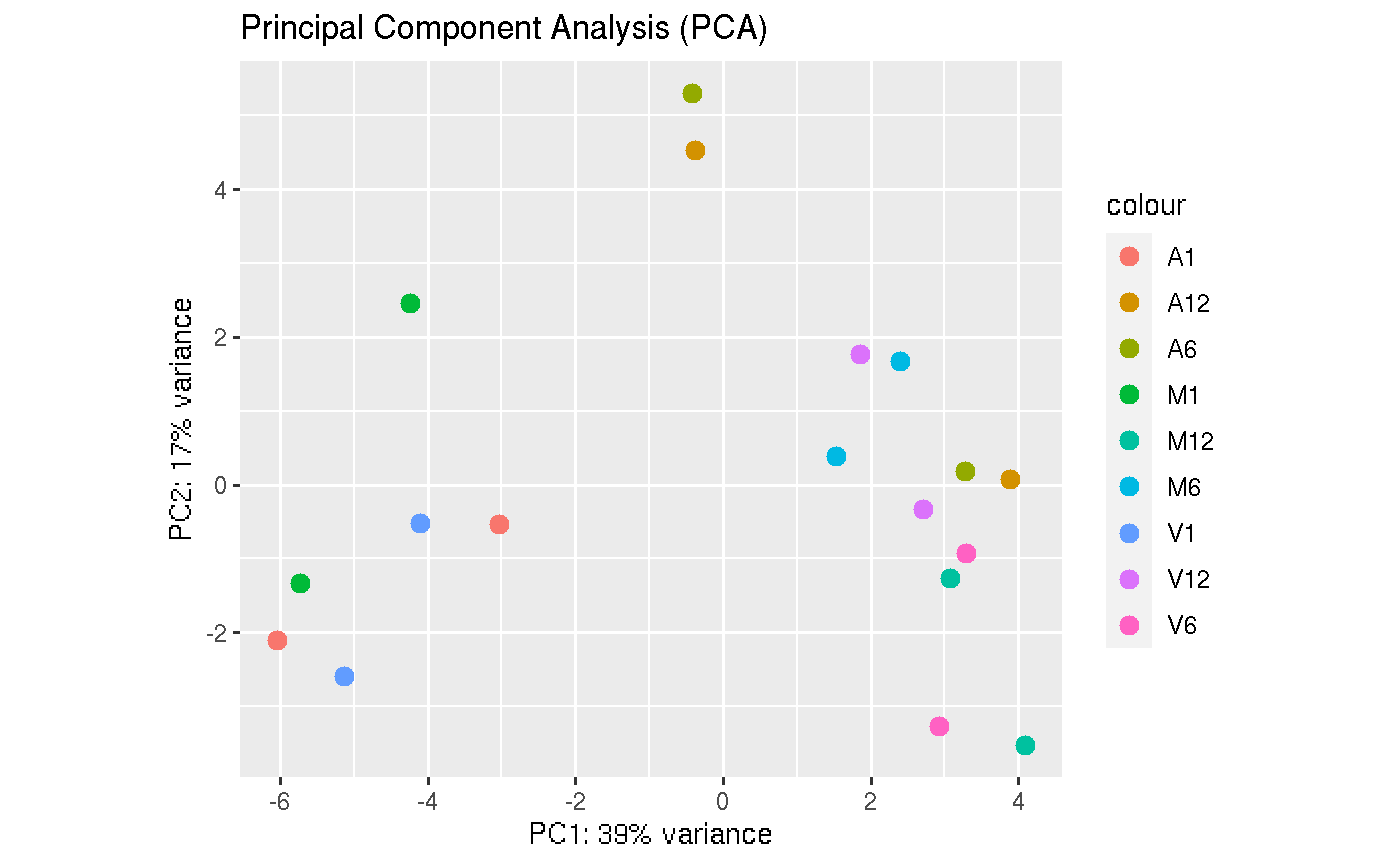 Principal Component Analysis (PCA)
4
2
0
-2
PC2: 17% variance
-6
-4
-2
0
2
4
PC1: 39% variance
colour
A1
A12
A6
M1
M12
M6
V1
V12
V6